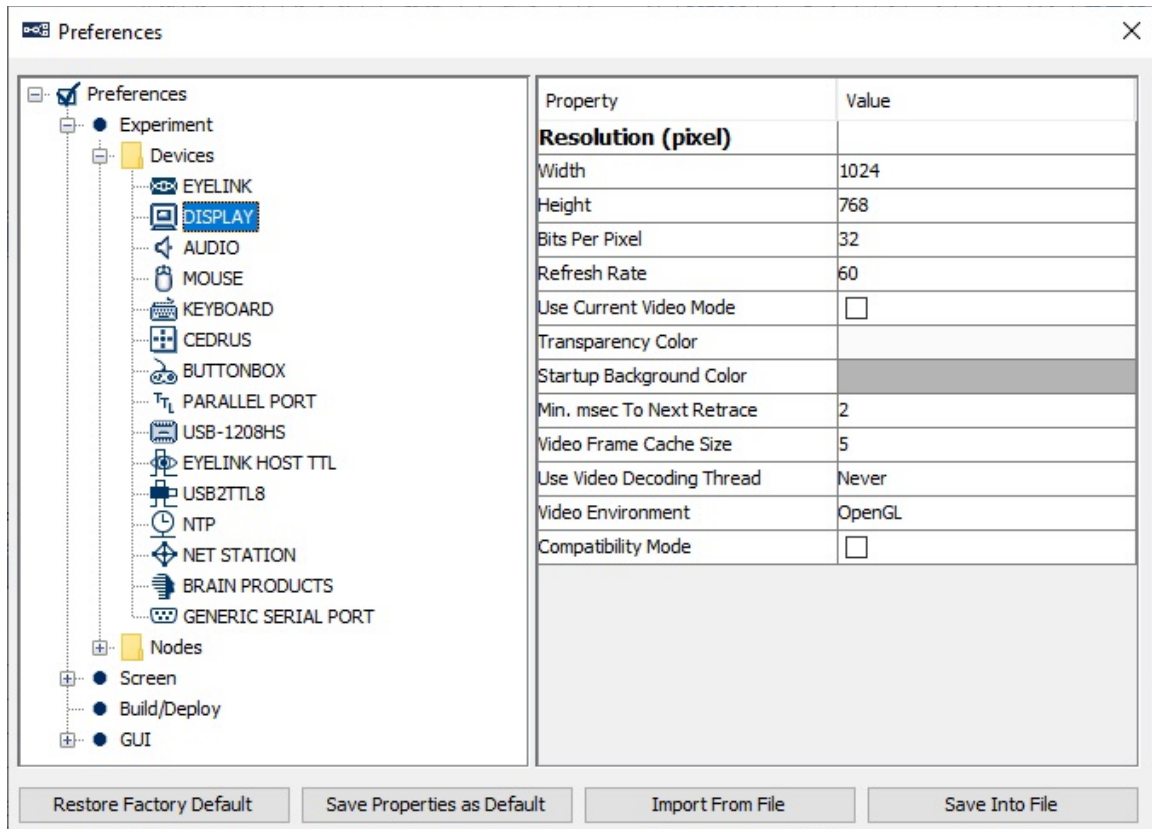 Preferences
Preferences
Experiment
Devices
EYELINK
DISPLAY
AUDIO
MOUSE
KEYBOARD
CEDRUS
BUTTONBOX
TTL PARALLEL PORT
USB-1208HS
EYELINK HOST TTL
USB2TTL8
NTP
NET STATION
BRAIN PRODUCTS
GENERIC SERIAL PORT
Nodes
Screen
Build/Deploy
GUI
Property Value
Resolution (pixel)
Width 1024
Height 768
Bits Per Pixel 32
Refresh Rate 60
Use Current Video Mode
Transparency Color
Startup Background Color
Min. msec To Next Retrace 2
Video Frame Cache Size 5
Use Video Decoding Thread Never
Video Environment OpenGL
Compatibility Mode
Restore Factory Default Save Properties as Default Import From File Save Into File